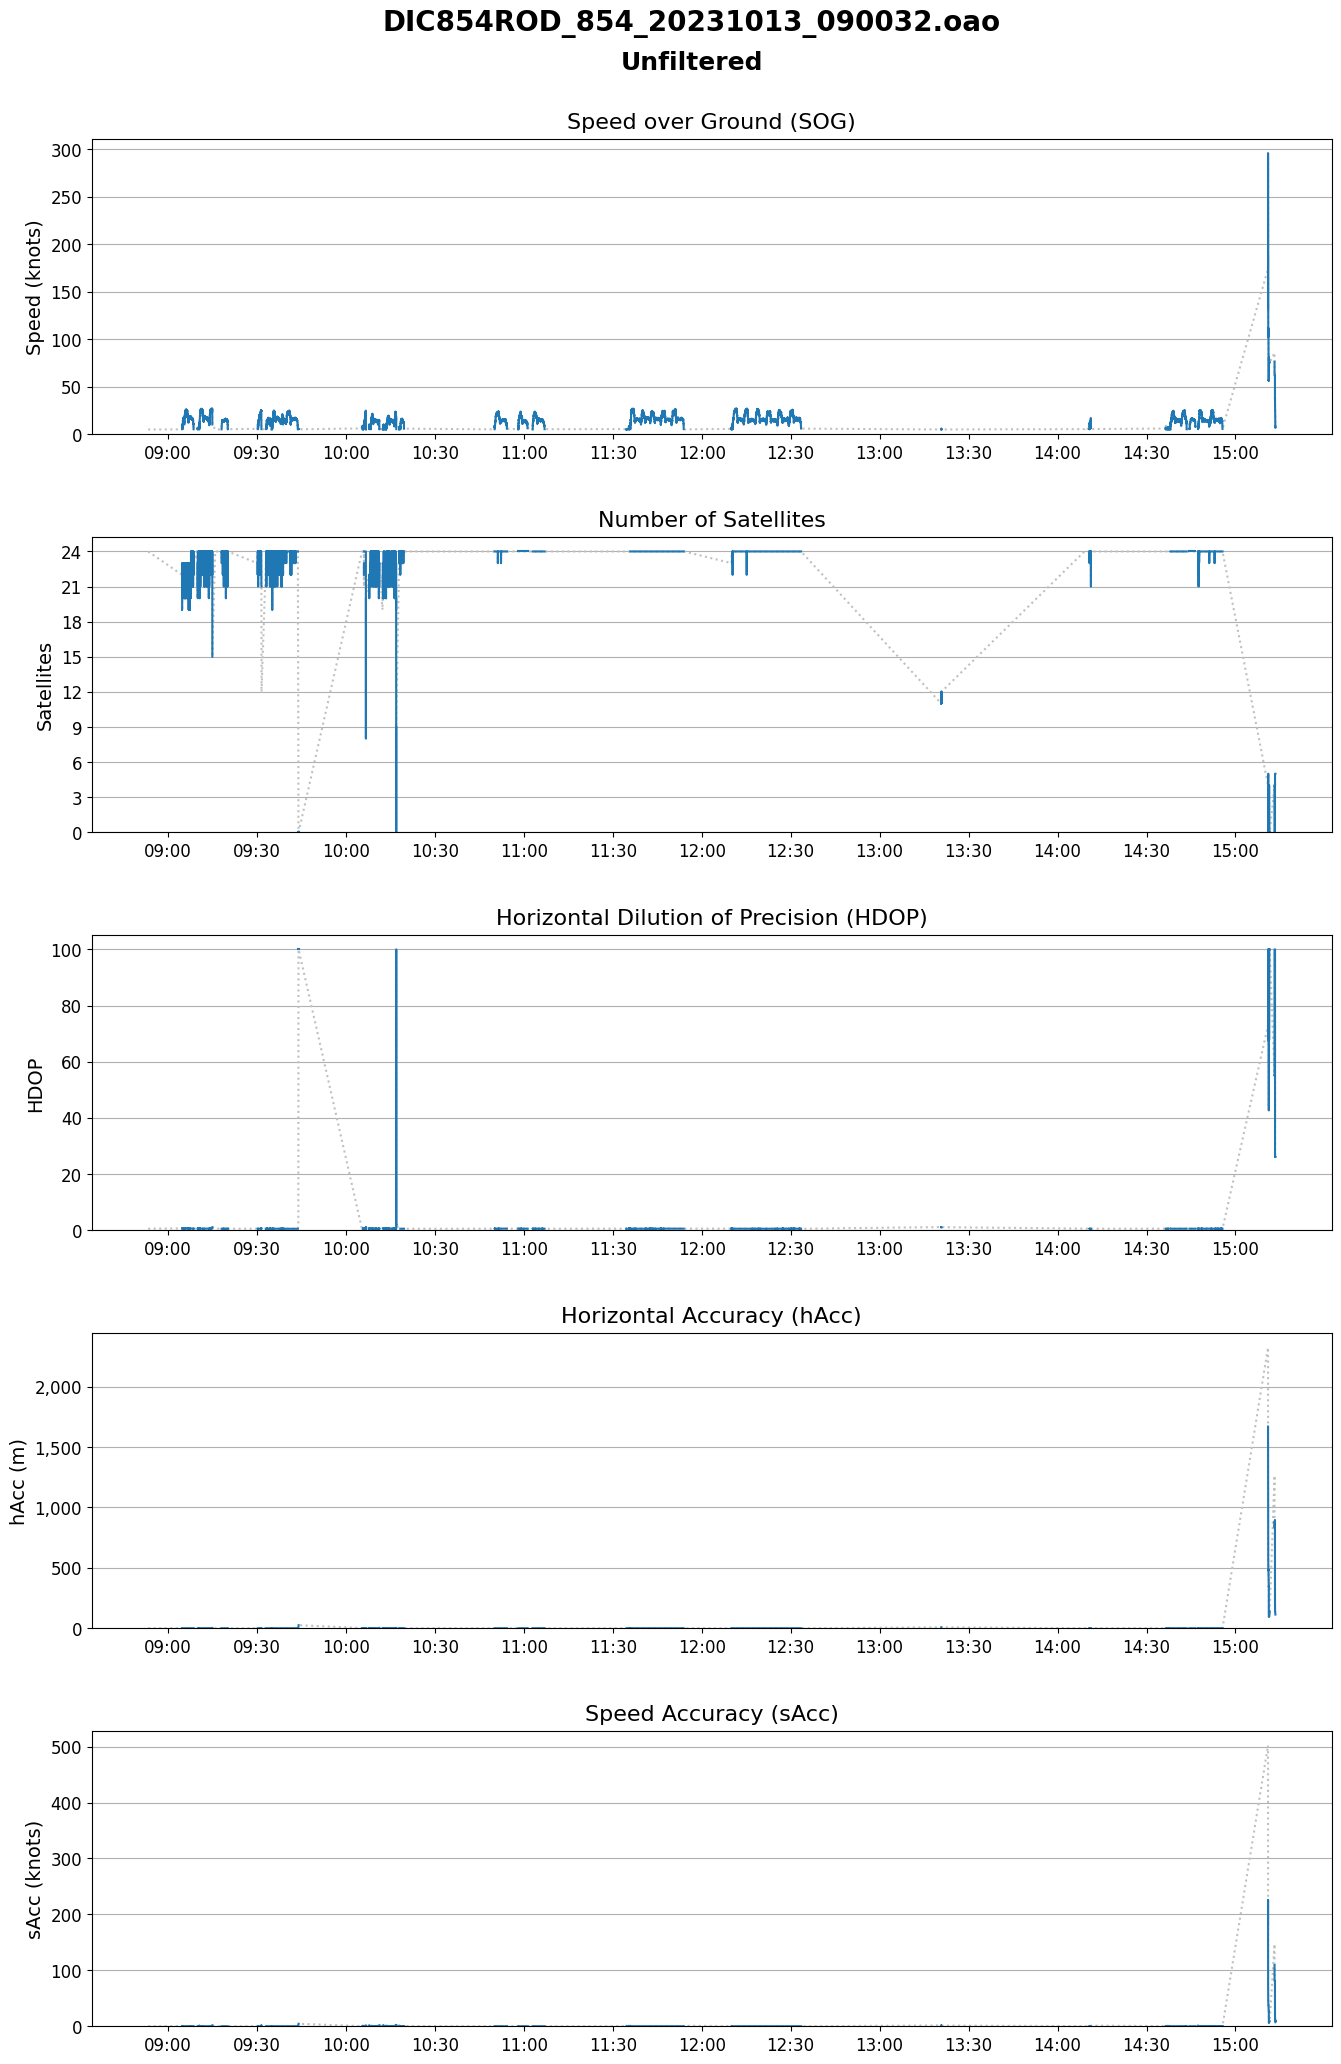 DIC854ROD_854_20231013_090032.oao
Unfiltered
Speed over Ground (SOG)
Speed (knots)
300
250
200
150
100
50
0
09:00 09:30 10:00 10:30 11:00 11:30 12:00 12:30 13:00 13:30 14:00 14:30 15:00
Number of Satellites
Satellites
24
21
18
15
12
9
6
3
0
09:00 09:30 10:00 10:30 11:00 11:30 12:00 12:30 13:00 13:30 14:00 14:30 15:00
Horizontal Dilution of Precision (HDOP)
HDOP
100
80
60
40
20
0
09:00 09:30 10:00 10:30 11:00 11:30 12:00 12:30 13:00 13:30 14:00 14:30 15:00
Horizontal Accuracy (hAcc)
hAcc (m)
2,000
1,500
1,000
500
0
09:00 09:30 10:00 10:30 11:00 11:30 12:00 12:30 13:00 13:30 14:00 14:30 15:00
Speed Accuracy (sAcc)
sAcc (knots)
500
400
300
200
100
0
09:00 09:30 10:00 10:30 11:00 11:30 12:00 12:30 13:00 13:30 14:00 14:30 15:00